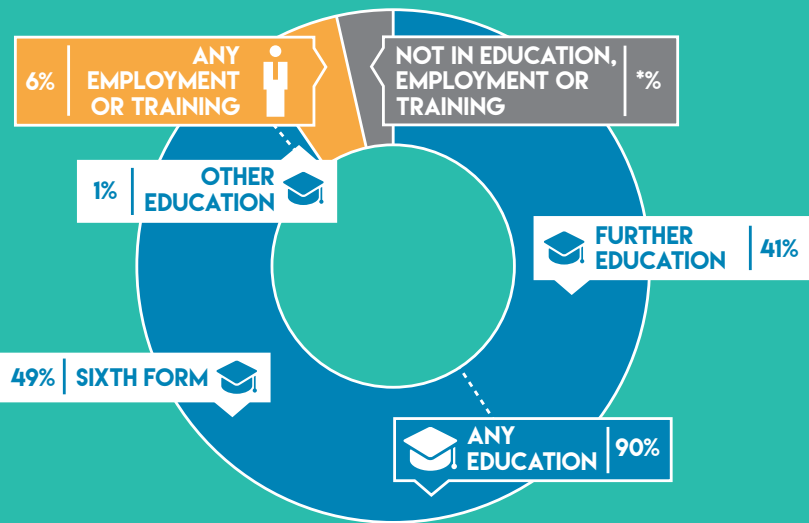 6%
ANY
EMPLOYMENT
OR TRAINING
NOT IN EDUCATION,
EMPLOYMENT OR
TRAINING
*%
1%
OTHER
EDUCATION
FURTHER
EDUCATION
41%
49%
SIXTH FORM
ANY
EDUCATION
90%